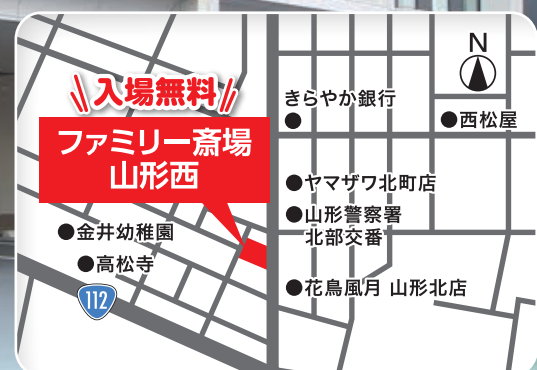 N
入場無料
ファミリー斎場
山形西
きらやか銀行
●
●西松屋
●ヤマザワ北町店
●山形警察署
北部交番
●金井幼稚園
●高松寺
112
●花鳥風月 山形北店